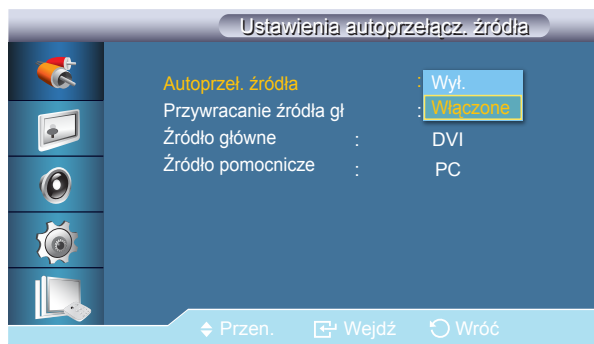 Ustawienia autoprzełącz. źródła
Autoprzeł. źródła : Wył.
Przywracanie źródła gł : Włączone
Źródło główne : DVI
Źródło pomocnicze : PC
Przen. Wejdź Wróć